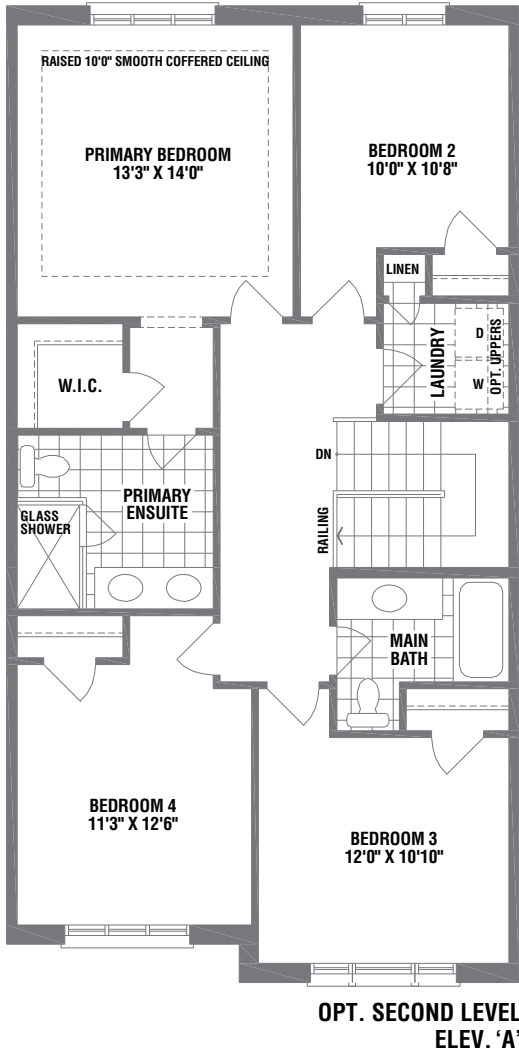 RAISED 10'0" SMOOTH COFFERED CEILING
PRIMARY BEDROOM
13'3" X 14'0"
BEDROOM 2
10'0" X 10'8"
LINEN
LAUNDRY
D
W
OPT. UPPERS
W.I.C.
DN
RAILING
PRIMARY
ENSUITE
GLASS
SHOWER
MAIN
BATH
BEDROOM 4
11'3" X 12'6"
BEDROOM 3
12'0" X 10'10"
OPT. SECOND LEVEL
ELEV. 'A'